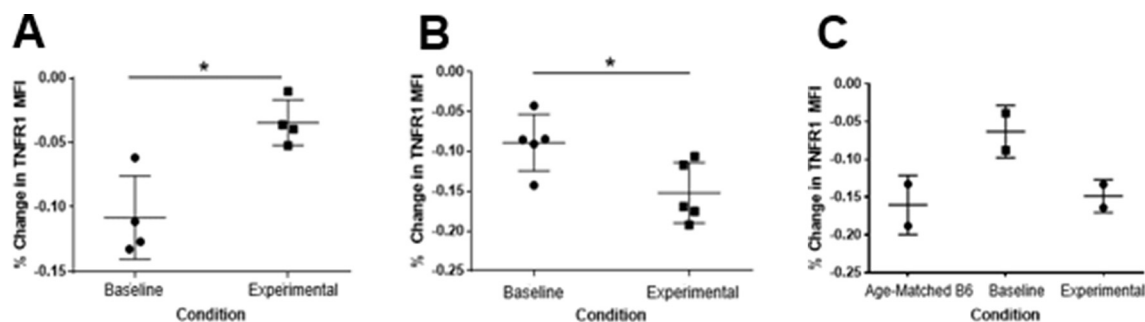 A
% Change in TNFR1 MFI
0.00
-0.05
-0.10
-0.15
*
Baseline Experimental
Condition
B
% Change in TNFR1 MFI
0.00
-0.05
-0.10
-0.15
-0.20
-0.25
*
Baseline Experimental
Condition
C
% Change in TNFR1 MFI
0.00
-0.05
-0.10
-0.15
-0.20
-0.25
Age-Matched B6 Baseline Experimental
Condition